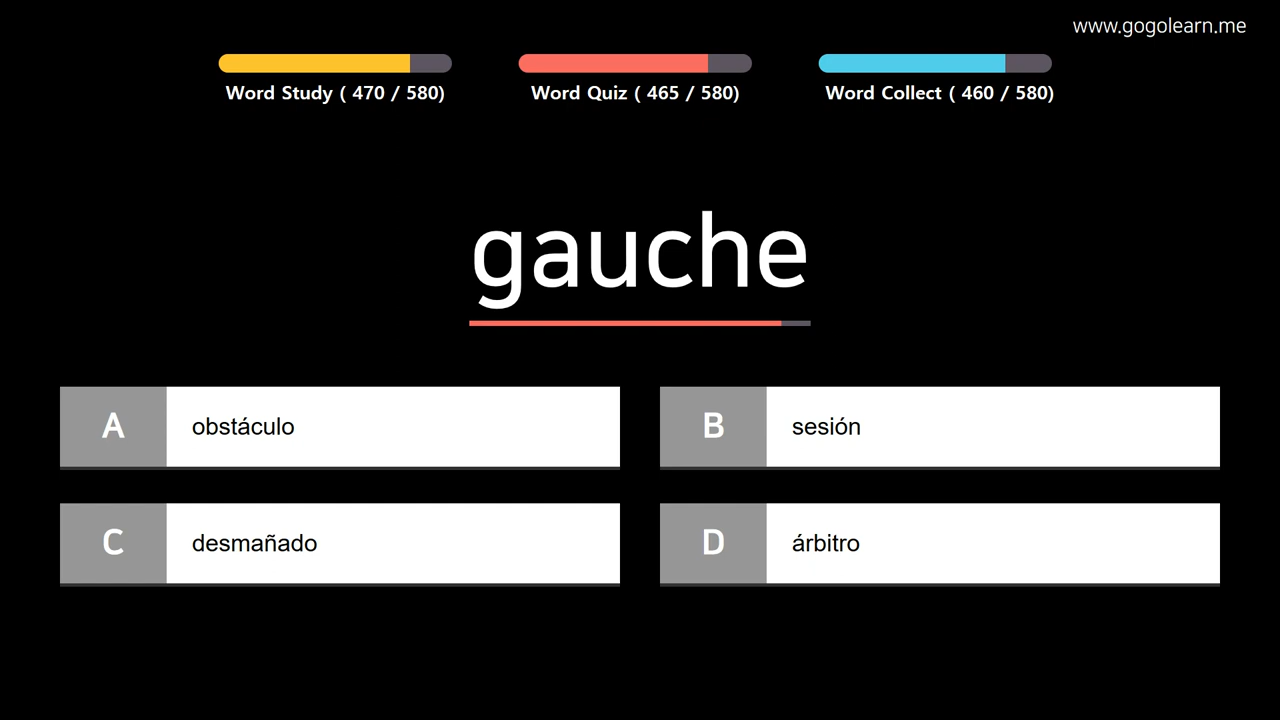 www.gogolearn.me
Word Study ( 470 / 580)
Word Quiz ( 465 / 580)
Word Collect ( 460 / 580)
gauche
A obstáculo
B sesión
C desmañado
D árbitro